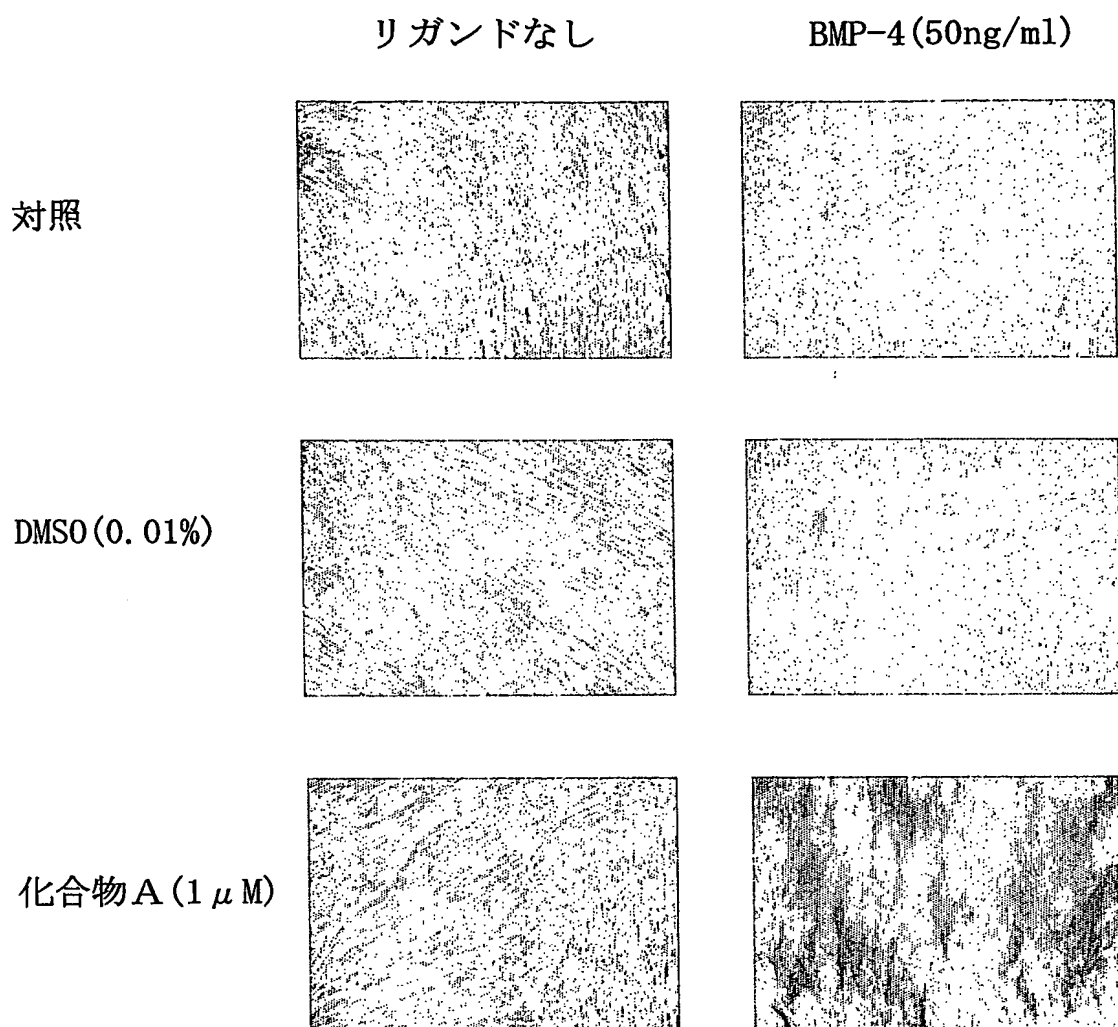 リガンドなし
BMP-4(50ng/ml)
対照
DMSO(0.01%)
化合物A(1μM)